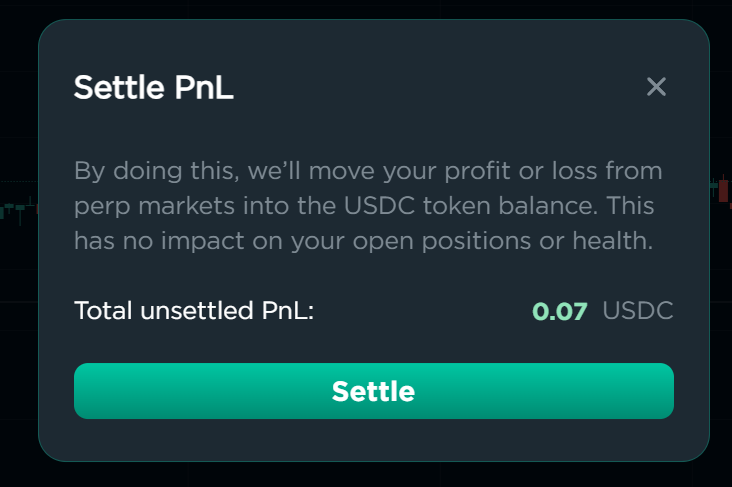 Settle PnL
By doing this, we’ll move your profit or loss from
perp markets into the USDC token balance. This
has no impact on your open positions or health.
Total unsettled PnL: 0.07 USDC
Settle